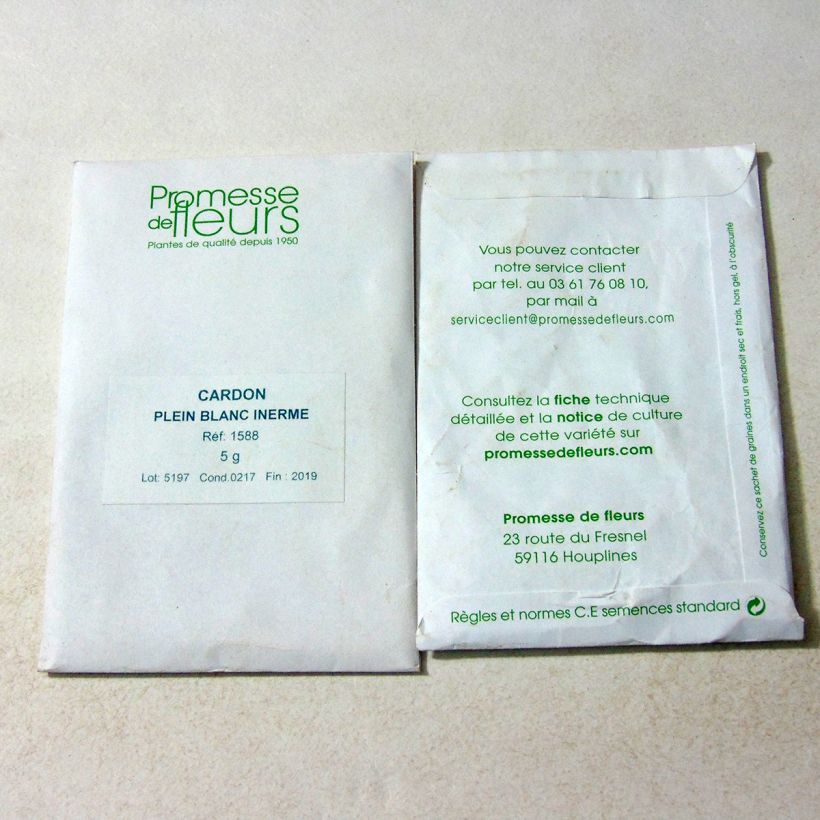 Promesse
de fleurs
Plantes de qualité depuis 1950
CARDON
PLEIN BLANC INERME
Réf: 1588
5 g
Lot: 5197 Cond.0217 Fin : 2019
Vous pouvez contacter
notre service client
par tel. au 03 61 76 08 10,
par mail à
serviceclient@promessedefleurs.com
Consultez la fiche technique
détaillée et la notice de culture
de cette variété sur
promessedefleurs.com
Promesse de fleurs
23 route du Fresnel
59116 Houplines
Règles et normes C.E semences standard
Conservez ce sachet de graines dans un endroit sec et frais, hors gel, à l'obscurité